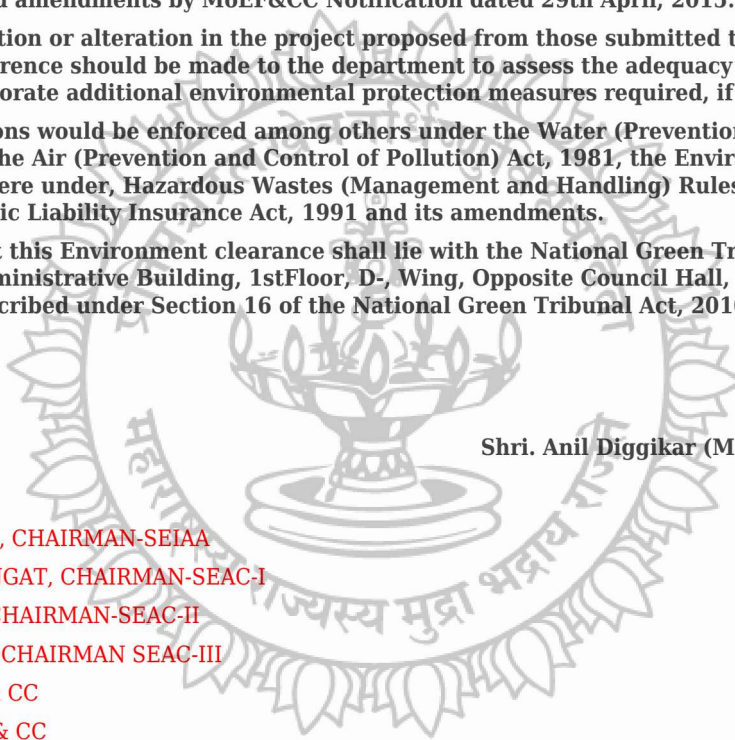 d amendments by MoEF&CC Notification dated 29th April, 2015.
tion or alteration in the project proposed from those submitted t
rence should be made to the department to assess the adequacy
orate additional environmental protection measures required, if
ons would be enforced among others under the Water (Prevention
he Air (Prevention and Control of Pollution) Act, 1981, the Envir
ere under, Hazardous Wastes (Management and Handling) Rules
ic Liability Insurance Act, 1991 and its amendments.
t this Environment clearance shall lie with the National Green Tr
ministrative Building, 1stFloor, D-, Wing, Opposite Council Hall,
cribed under Section 16 of the National Green Tribunal Act, 2010
Shri. Anil Diggikar (M
, CHAIRMAN-SEIAA
NGAT, CHAIRMAN-SEAC-I
CHAIRMAN-SEAC-II
CHAIRMAN SEAC-III
CC
& CC
महाराष्ट्रस्य राज्यस्य मुद्रा भद्राय राजते